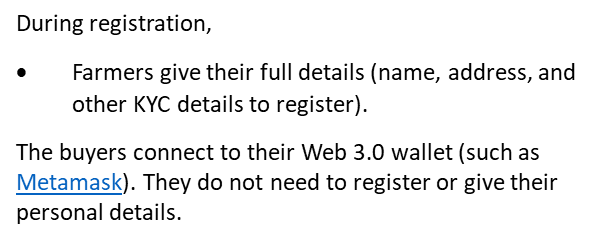 During registration,
• Farmers give their full details (name, address, and
other KYC details to register).
The buyers connect to their Web 3.0 wallet (such as
Metamask). They do not need to register or give their
personal details.